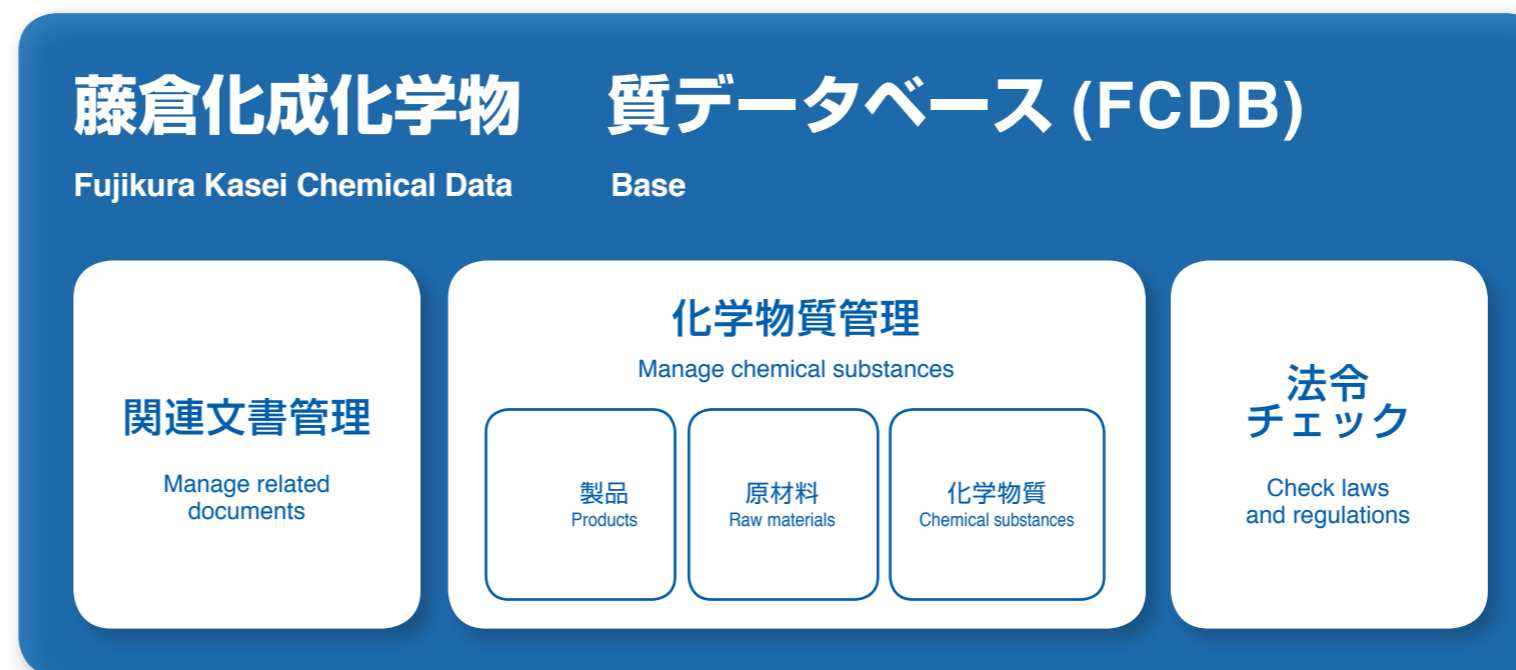 藤倉化成化学物 質データベース (FCDB)
Fujikura Kasei Chemical Data Base
関連文書管理
Manage related
documents
化学物質管理
Manage chemical substances
製品
Products
原材料
Raw materials
化学物質
Chemical substances
法令
チェック
Check laws
and regulations